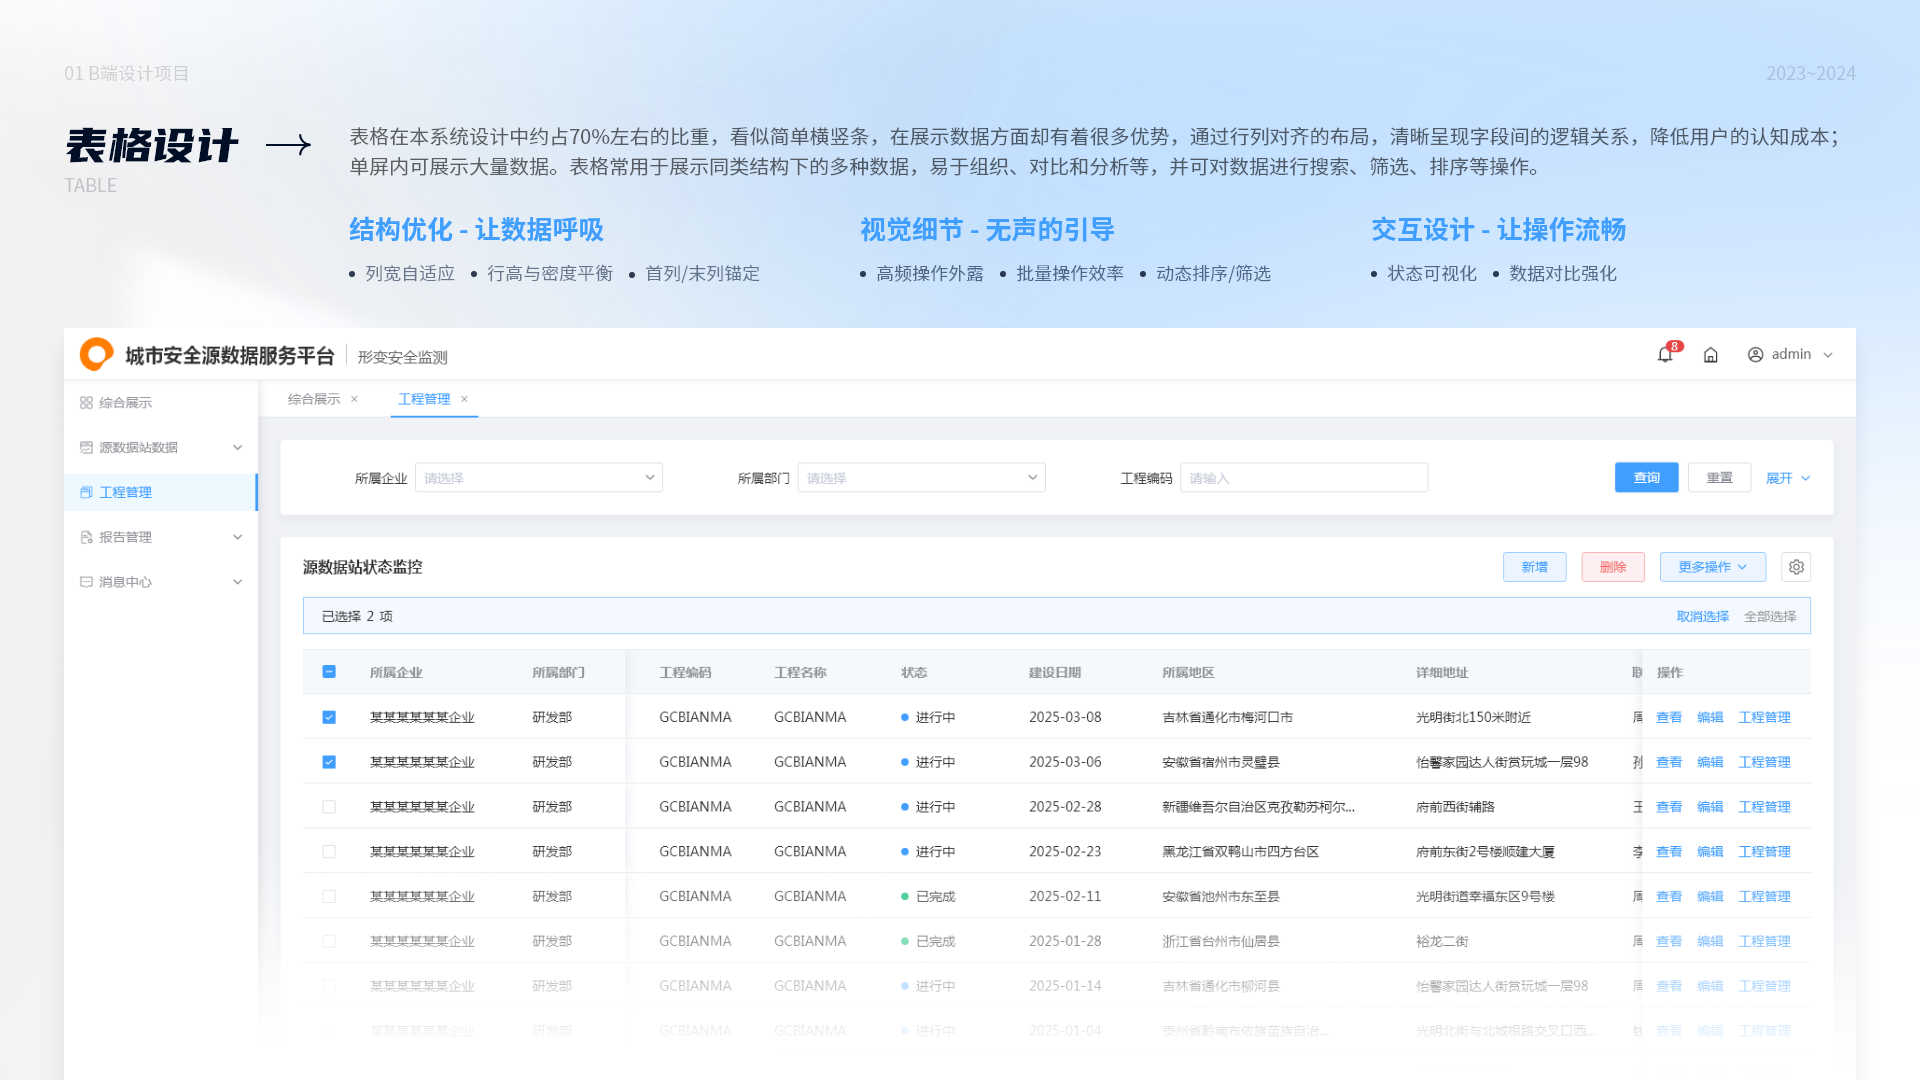 01 B端设计项目
2023~2024
表格设计
TABLE
表格在本系统设计中约占70%左右的比重，看似简单横竖条，在展示数据方面却有着很多优势，通过行列对齐的布局，清晰呈现字段间的逻辑关系，降低用户的认知成本；
单屏内可展示大量数据。表格常用于展示同类结构下的多种数据，易于组织、对比和分析等，并可对数据进行搜索、筛选、排序等操作。
结构优化 - 让数据呼吸
列宽自适应 行高与密度平衡 首列/末列锚定
视觉细节 - 无声的引导
高频操作外露 批量操作效率 动态排序/筛选
交互设计 - 让操作流畅
状态可视化 数据对比强化
城市安全源数据服务平台 形变安全监测
8 admin
综合展示
源数据站数据
工程管理
报告管理
消息中心
综合展示 × 工程管理 ×
所属企业 请选择 所属部门 请选择 工程编码 请输入 查询 重置 展开
源数据站状态监控 新增 删除 更多操作
已选择 2 项 取消选择 全部选择
所属企业 所属部门 工程编码 工程名称 状态 建设日期 所属地区 详细地址 操作
某某某某某某企业 研发部 GCBIANMA GCBIANMA 进行中 2025-03-08 吉林省通化市梅河口市 光明街北150米附近 周 查看 编辑 工程管理
某某某某某某企业 研发部 GCBIANMA GCBIANMA 进行中 2025-03-06 安徽省宿州市灵璧县 怡馨家园达人街赏玩城一层98 孙 查看 编辑 工程管理
某某某某某某企业 研发部 GCBIANMA GCBIANMA 进行中 2025-02-28 新疆维吾尔自治区克孜勒苏柯尔... 府前西街辅路 王 查看 编辑 工程管理
某某某某某某企业 研发部 GCBIANMA GCBIANMA 进行中 2025-02-23 黑龙江省双鸭山市四方台区 府前东街2号楼顺建大厦 李 查看 编辑 工程管理
某某某某某某企业 研发部 GCBIANMA GCBIANMA 已完成 2025-02-11 安徽省池州市东至县 光明街道幸福东区9号楼 周 查看 编辑 工程管理
某某某某某某企业 研发部 GCBIANMA GCBIANMA 已完成 2025-01-28 浙江省台州市仙居县 裕龙二街 周 查看 编辑 工程管理
某某某某某某企业 研发部 GCBIANMA GCBIANMA 进行中 2025-01-14 吉林省通化市柳河县 怡馨家园达人街赏玩城一层98 周 查看 编辑 工程管理
某某某某某某企业 研发部 GCBIANMA GCBIANMA 进行中 2025-01-04 贵州省黔南布依族苗族自治... 光明北街与北城根路交叉口西... 查看 编辑 工程管理